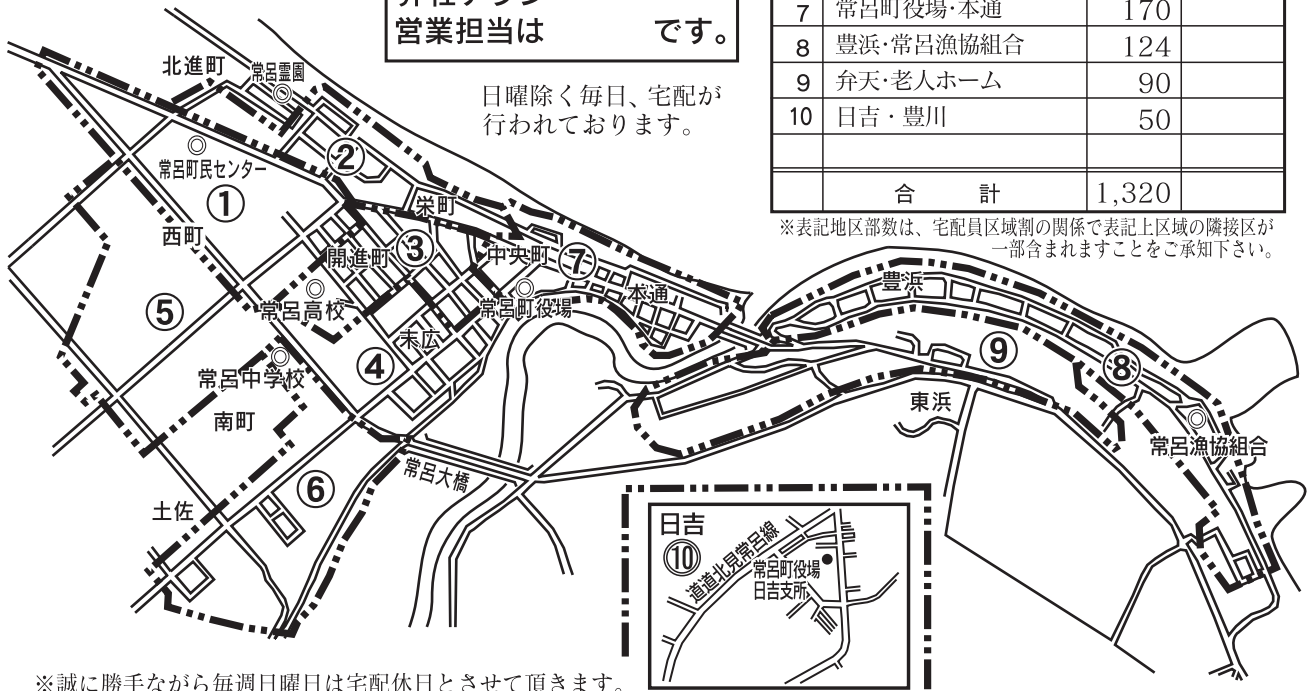 弊社チラシ
営業担当は　　　です。
7 常呂町役場・本通 170
8 豊浜・常呂漁協組合 124
9 弁天・老人ホーム 90
10 日吉・豊川 50
合計 1,320
※表記地区部数は、宅配員区域割の関係で表記上区域の隣接区が
一部含まれますことをご承知下さい。
日曜除く毎日、宅配が
行われております。
北進町
常呂霊園
②
常呂町民センター
①
栄町
西町
開進町
③
中央町
⑦
常呂高校
常呂町役場
本通
豊浜
⑤
末広
④
⑨
⑧
常呂中学校
南町
東浜
常呂漁協組合
常呂大橋
⑥
土佐
日吉
⑩
道道北見常呂線
常呂町役場
日吉支所
※誠に勝手ながら毎週日曜日は宅配休日とさせて頂きます。